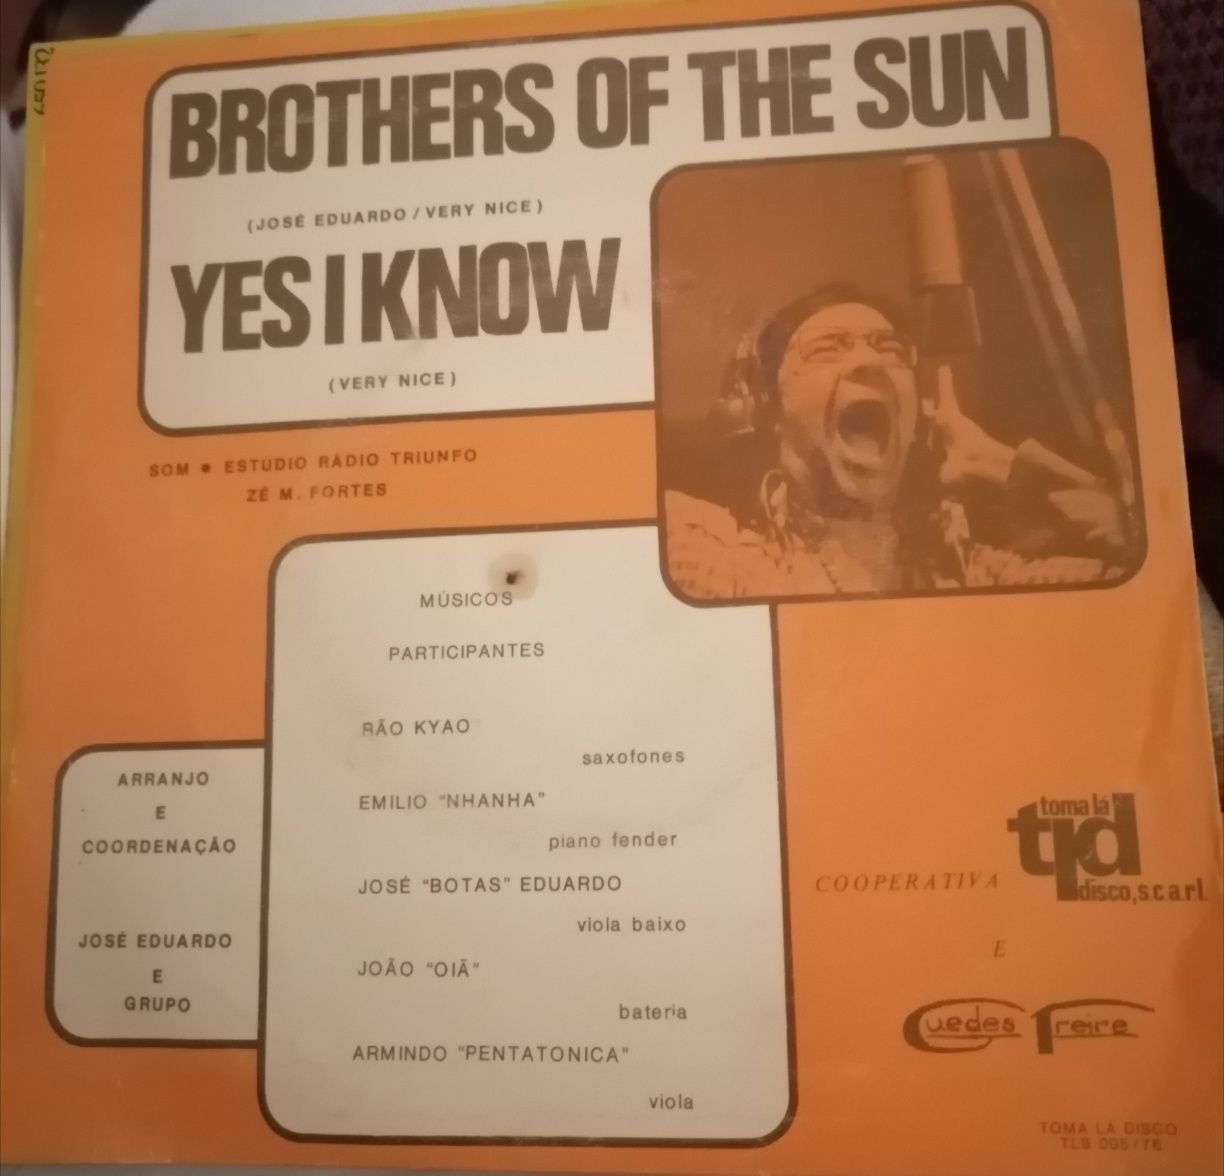 BROTHERS OF THE SUN
(JOSÉ EDUARDO / VERY NICE)
YES I KNOW
(VERY NICE)
SOM * ESTÚDIO RÁDIO TRIUNFO
ZÉ M. FORTES
MÚSICOS
PARTICIPANTES
RÃO KYAO
saxofones
EMILIO “NHANHA”
piano fender
JOSÉ “BOTAS” EDUARDO
viola baixo
JOÃO “OIÃ”
bateria
ARMINDO “PENTATONICA”
viola
ARRANJO
E
COORDENAÇÃO
JOSÉ EDUARDO
E
GRUPO
toma lá
tld
COOPERATIVA
disco, s.c.a.r.l.
E
Guedes Freire
TOMA LÁ DISCO
TLS 005/76